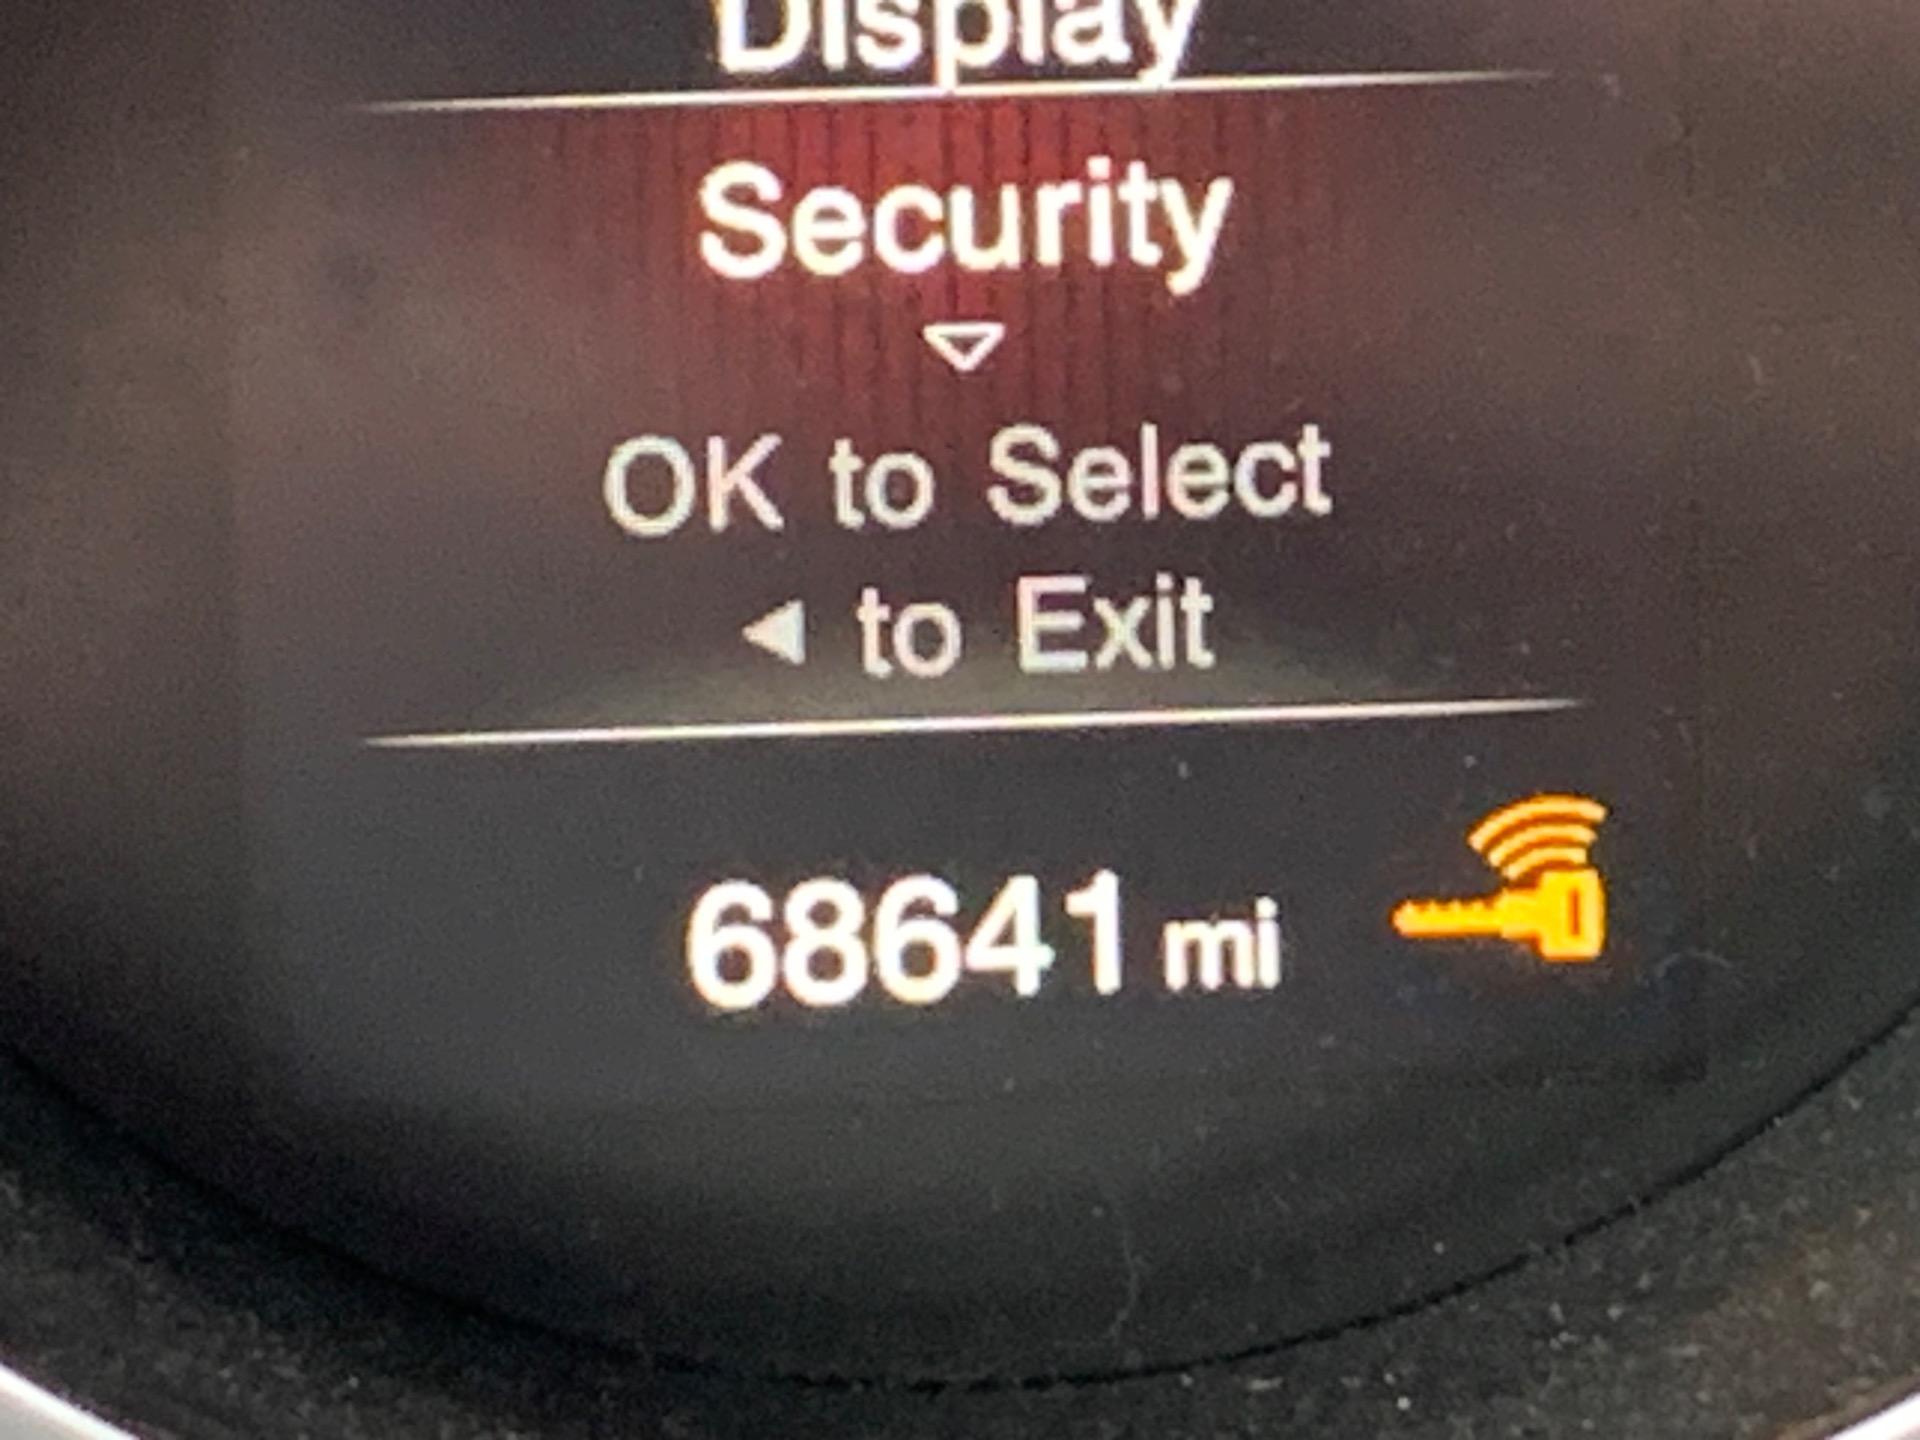 Display
Security
OK to Select
◀ to Exit
68641 mi